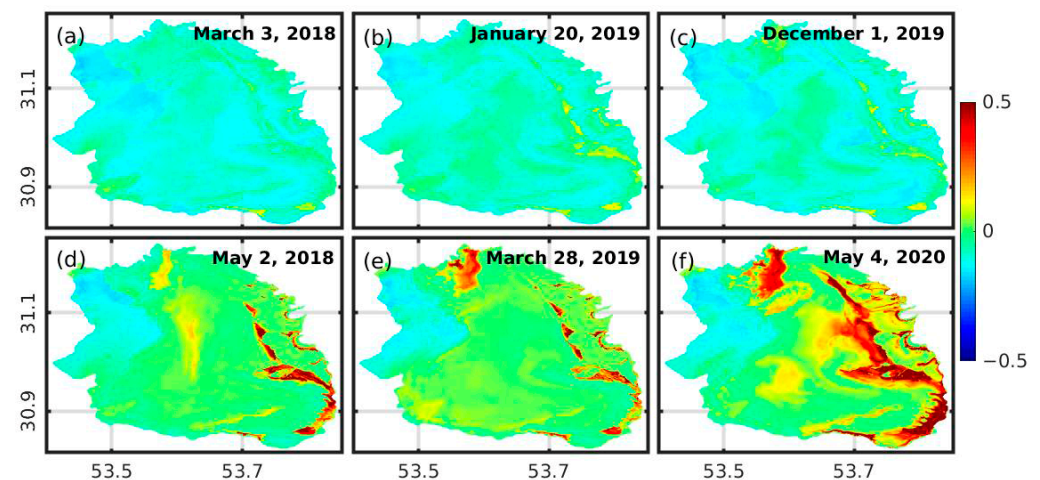 (a) March 3, 2018
(b) January 20, 2019
(c) December 1, 2019
31.1
30.9
0.5
0
−0.5
(d) May 2, 2018
(e) March 28, 2019
(f) May 4, 2020
31.1
30.9
53.5 53.7 53.5 53.7 53.5 53.7